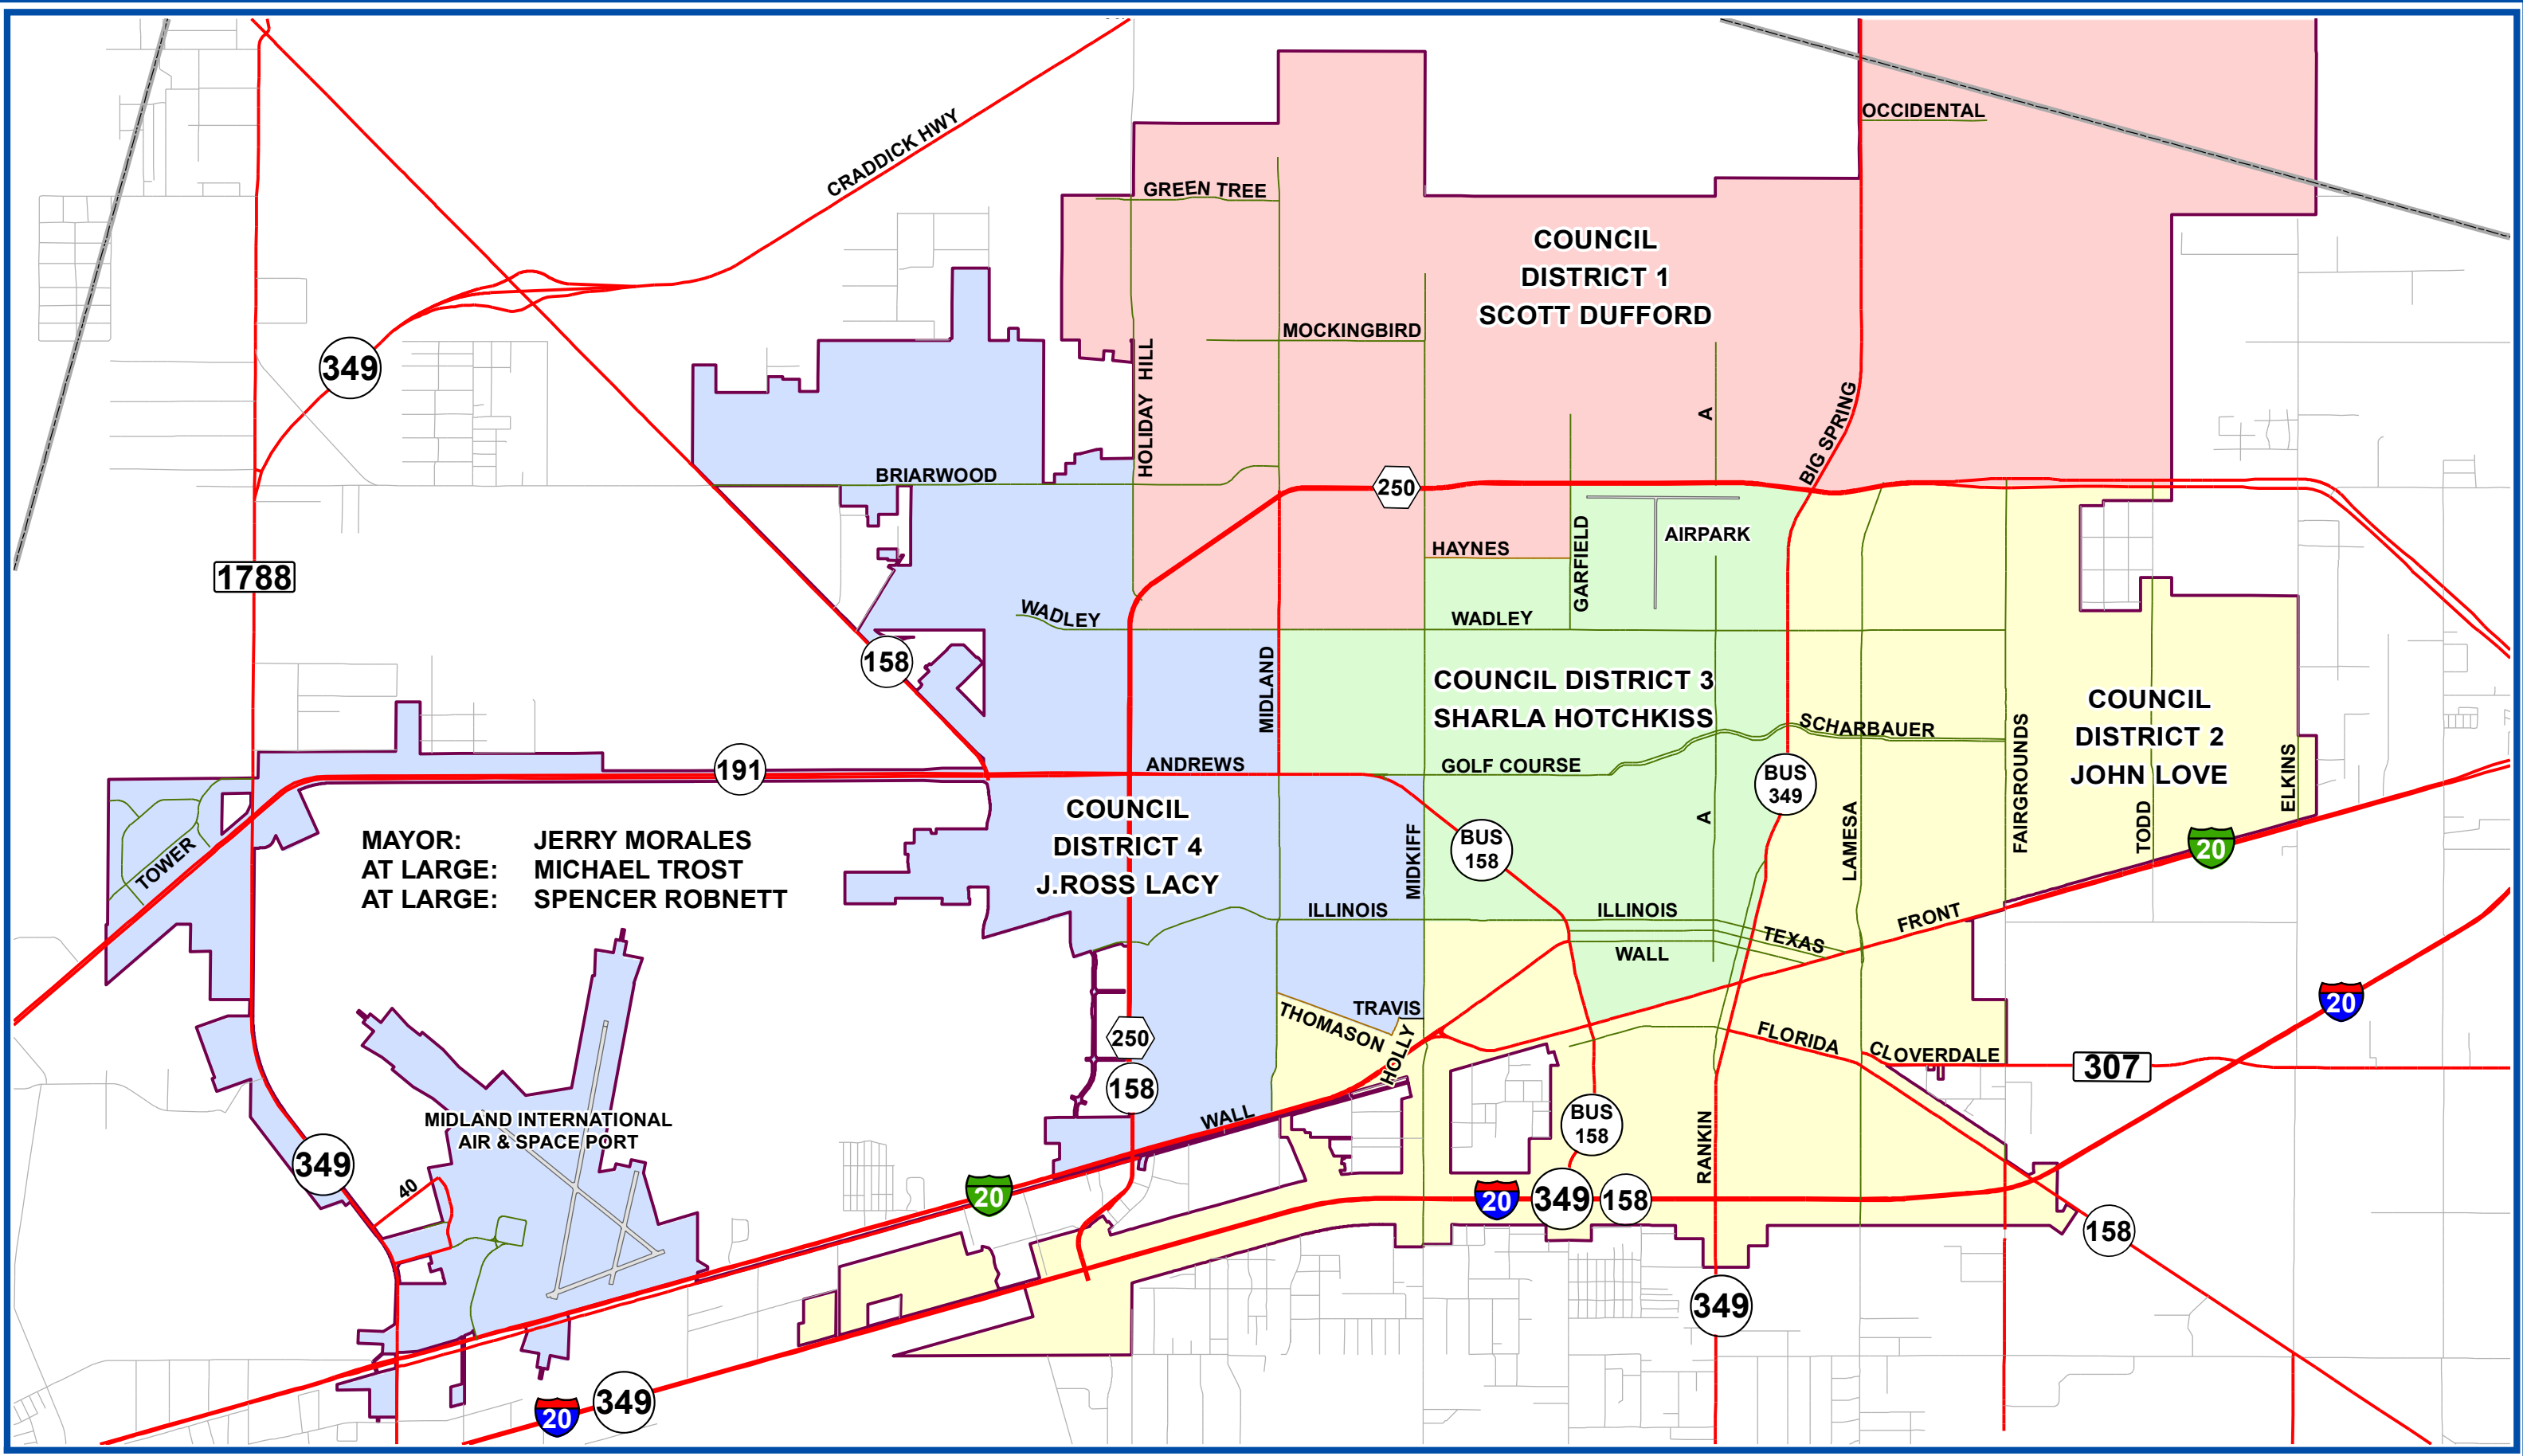 CRADDICK HWY
OCCIDENTAL
GREEN TREE
COUNCIL
DISTRICT 1
SCOTT DUFFORD
MOCKINGBIRD
349
HOLIDAY HILL
A
BIG SPRING
BRIARWOOD
250
HAYNES
GARFIELD
AIRPARK
1788
WADLEY
WADLEY
158
MIDLAND
COUNCIL DISTRICT 3
SHARLA HOTCHKISS
SCHARBAUER
FAIRGROUNDS
COUNCIL
DISTRICT 2
JOHN LOVE
ELKINS
191
ANDREWS
GOLF COURSE
BUS
349
COUNCIL
DISTRICT 4
J.ROSS LACY
MIDKIFF
BUS
158
A
LAMESA
TODD
20
MAYOR: JERRY MORALES
AT LARGE: MICHAEL TROST
AT LARGE: SPENCER ROBNETT
TOWER
ILLINOIS
ILLINOIS
TEXAS
FRONT
WALL
20
THOMASON
TRAVIS
HOLLY
250
FLORIDA
CLOVERDALE
307
158
WALL
MIDLAND INTERNATIONAL
AIR & SPACE PORT
BUS
158
RANKIN
349
40
20
20
349
158
158
349
20
349